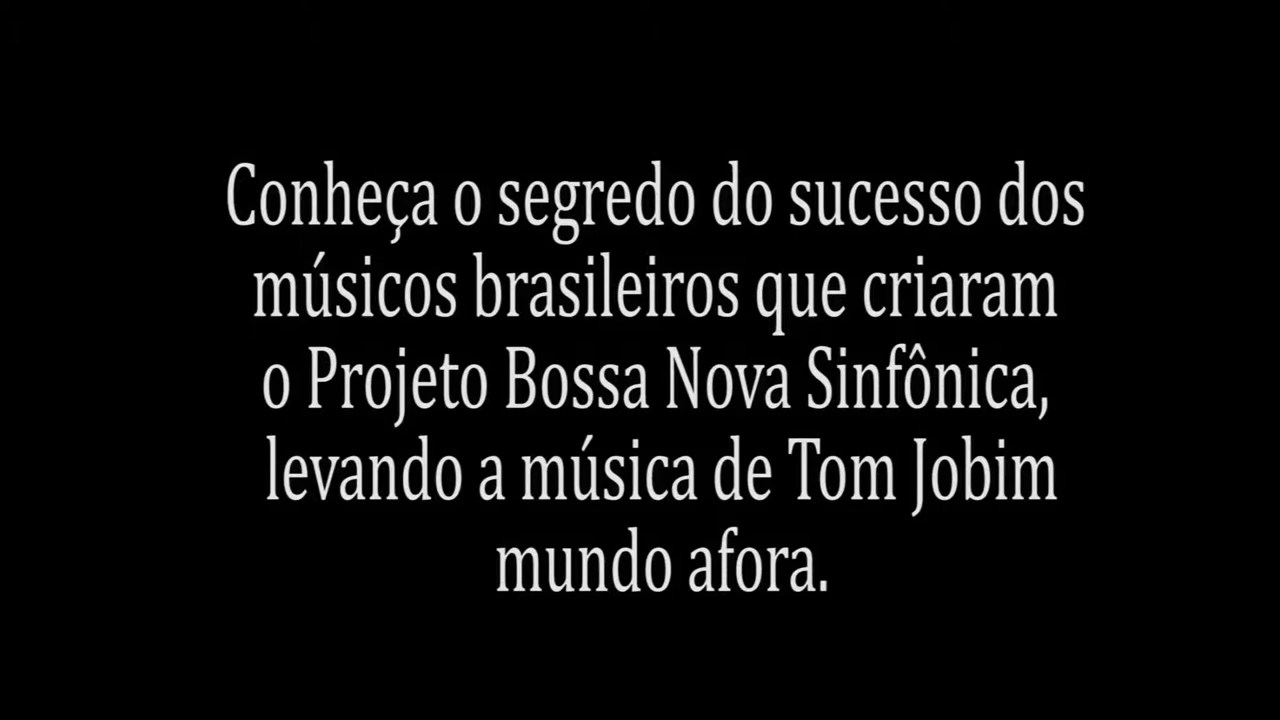 Conheça o segredo do sucesso dos
músicos brasileiros que criaram
o Projeto Bossa Nova Sinfônica,
levando a música de Tom Jobim
mundo afora.